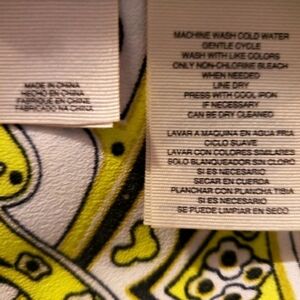 MADE IN CHINA
HECHO EN CHINA
FABRIQUE EN CHINE
FABRICADO NA CHINA
MACHINE WASH COLD WATER
GENTLE CYCLE
WASH WITH LIKE COLORS
ONLY NON-CHLORINE BLEACH
WHEN NEEDED
LINE DRY
PRESS WITH COOL IRON
IF NECESSARY
CAN BE DRY CLEANED
LAVAR A MAQUINA EN AGUA FRIA
CICLO SUAVE
LAVAR CON COLORES SIMILARES
SOLO BLANQUEADOR SIN CLORO
SI ES NECESARIO
SECAR EN CUERDA
PLANCHAR CON PLANCHA TIBIA
SI ES NECESARIO
SE PUEDE LIMPIAR EN SECO